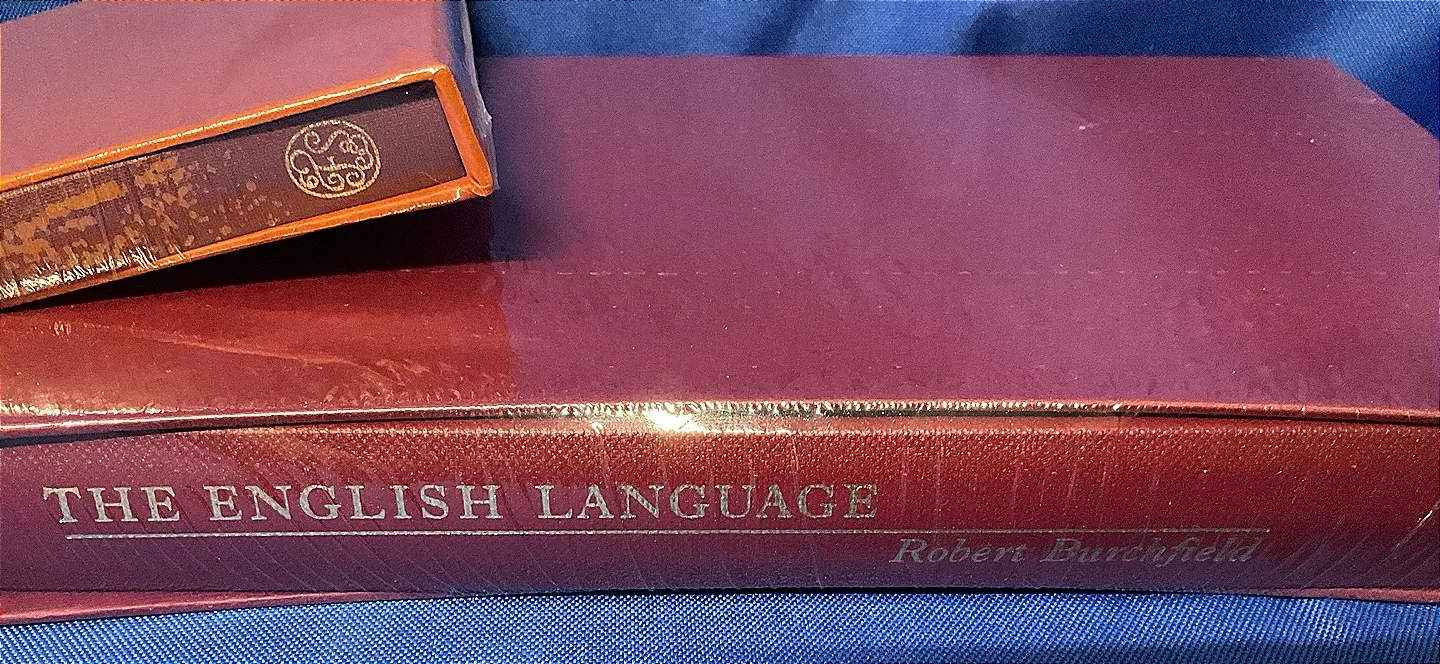 THE ENGLISH LANGUAGE
Robert Burchfield